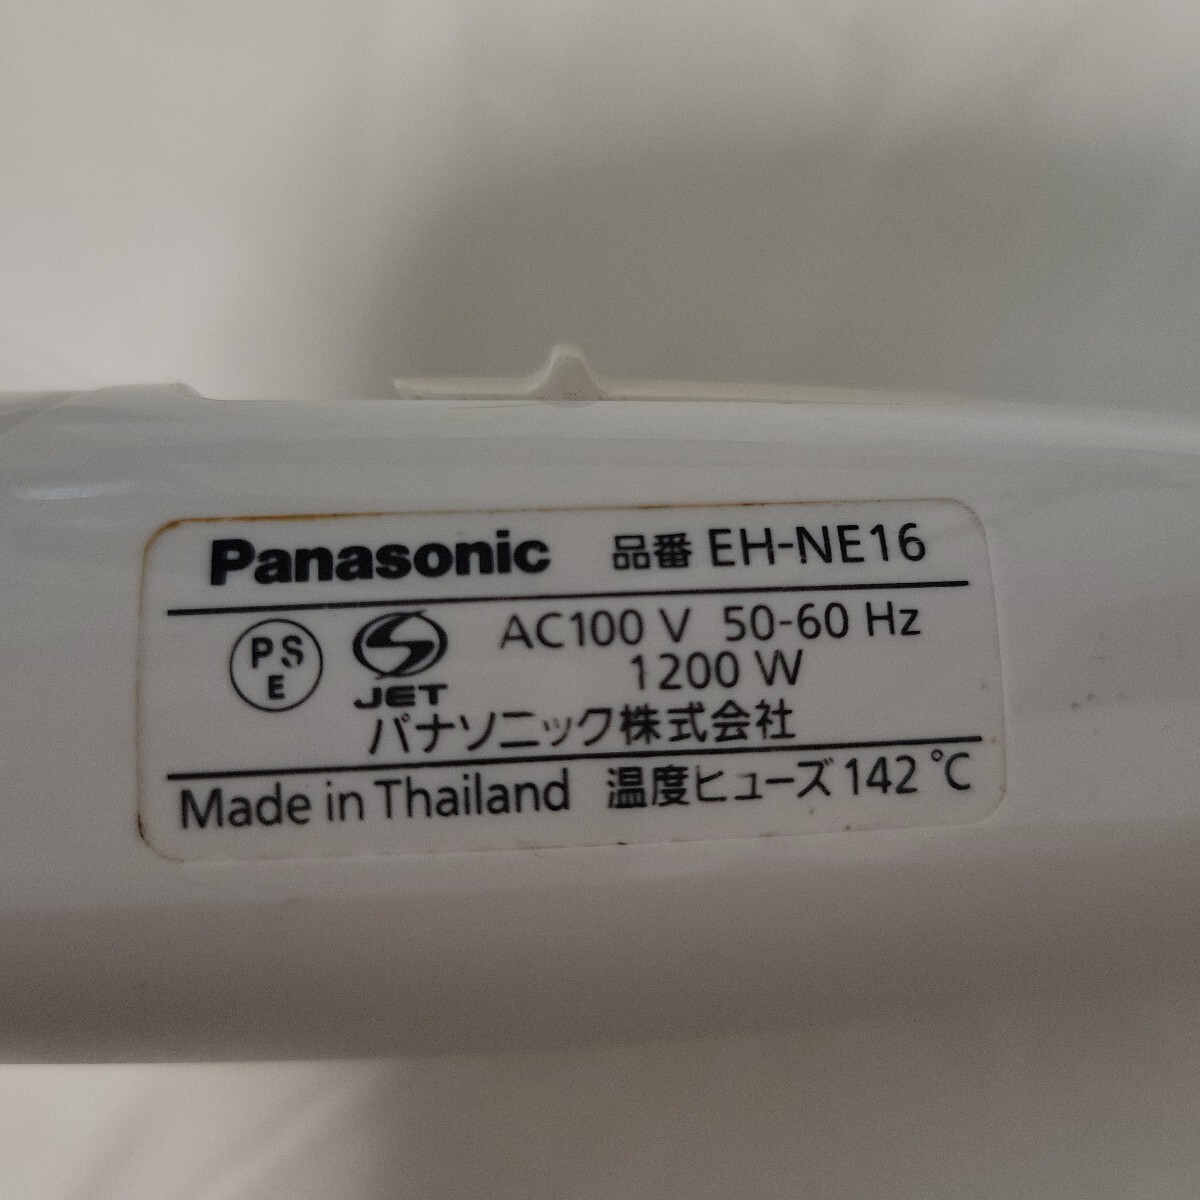 Panasonic 品番 EH-NE16
PSE JET AC100 V 50-60 Hz
1200 W
パナソニック株式会社
Made in Thailand 温度ヒューズ 142 ℃